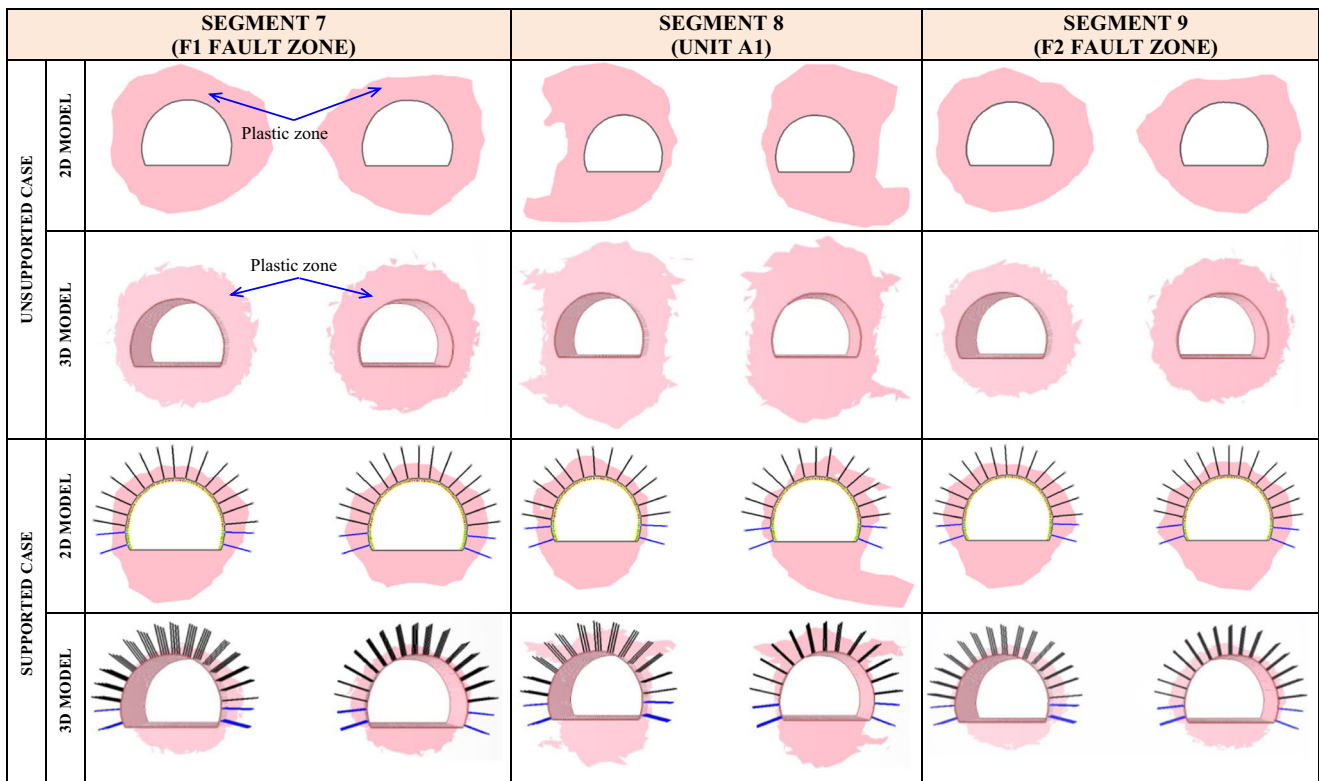 SEGMENT 7
(F1 FAULT ZONE)
SEGMENT 8
(UNIT A1)
SEGMENT 9
(F2 FAULT ZONE)
UNSUPPORTED CASE
2D MODEL
Plastic zone
3D MODEL
Plastic zone
SUPPORTED CASE
2D MODEL
3D MODEL